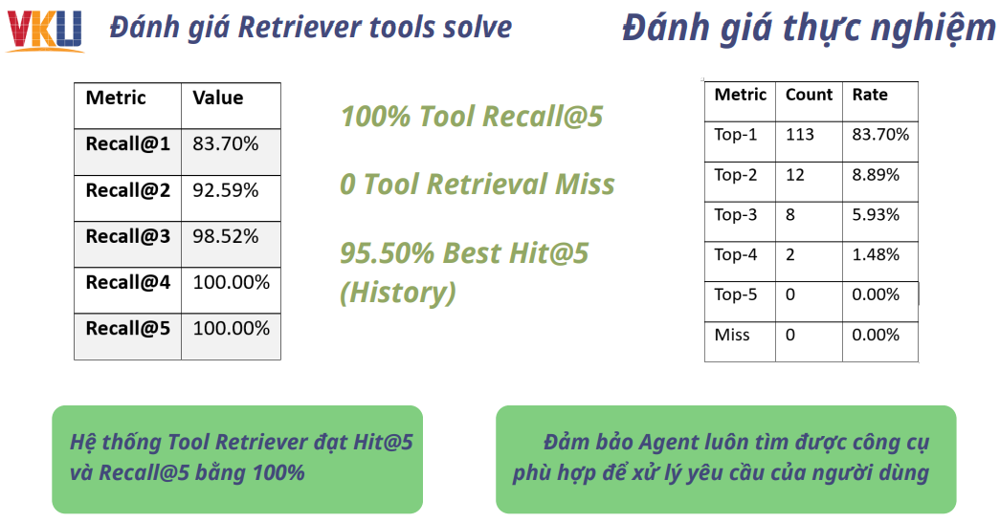 VKU
Đánh giá Retriever tools solve
Đánh giá thực nghiệm
Metric Value
Recall@1 83.70%
Recall@2 92.59%
Recall@3 98.52%
Recall@4 100.00%
Recall@5 100.00%
100% Tool Recall@5
0 Tool Retrieval Miss
95.50% Best Hit@5
(History)
Metric Count Rate
Top-1 113 83.70%
Top-2 12 8.89%
Top-3 8 5.93%
Top-4 2 1.48%
Top-5 0 0.00%
Miss 0 0.00%
Hệ thống Tool Retriever đạt Hit@5
và Recall@5 bằng 100%
Đảm bảo Agent luôn tìm được công cụ
phù hợp để xử lý yêu cầu của người dùng